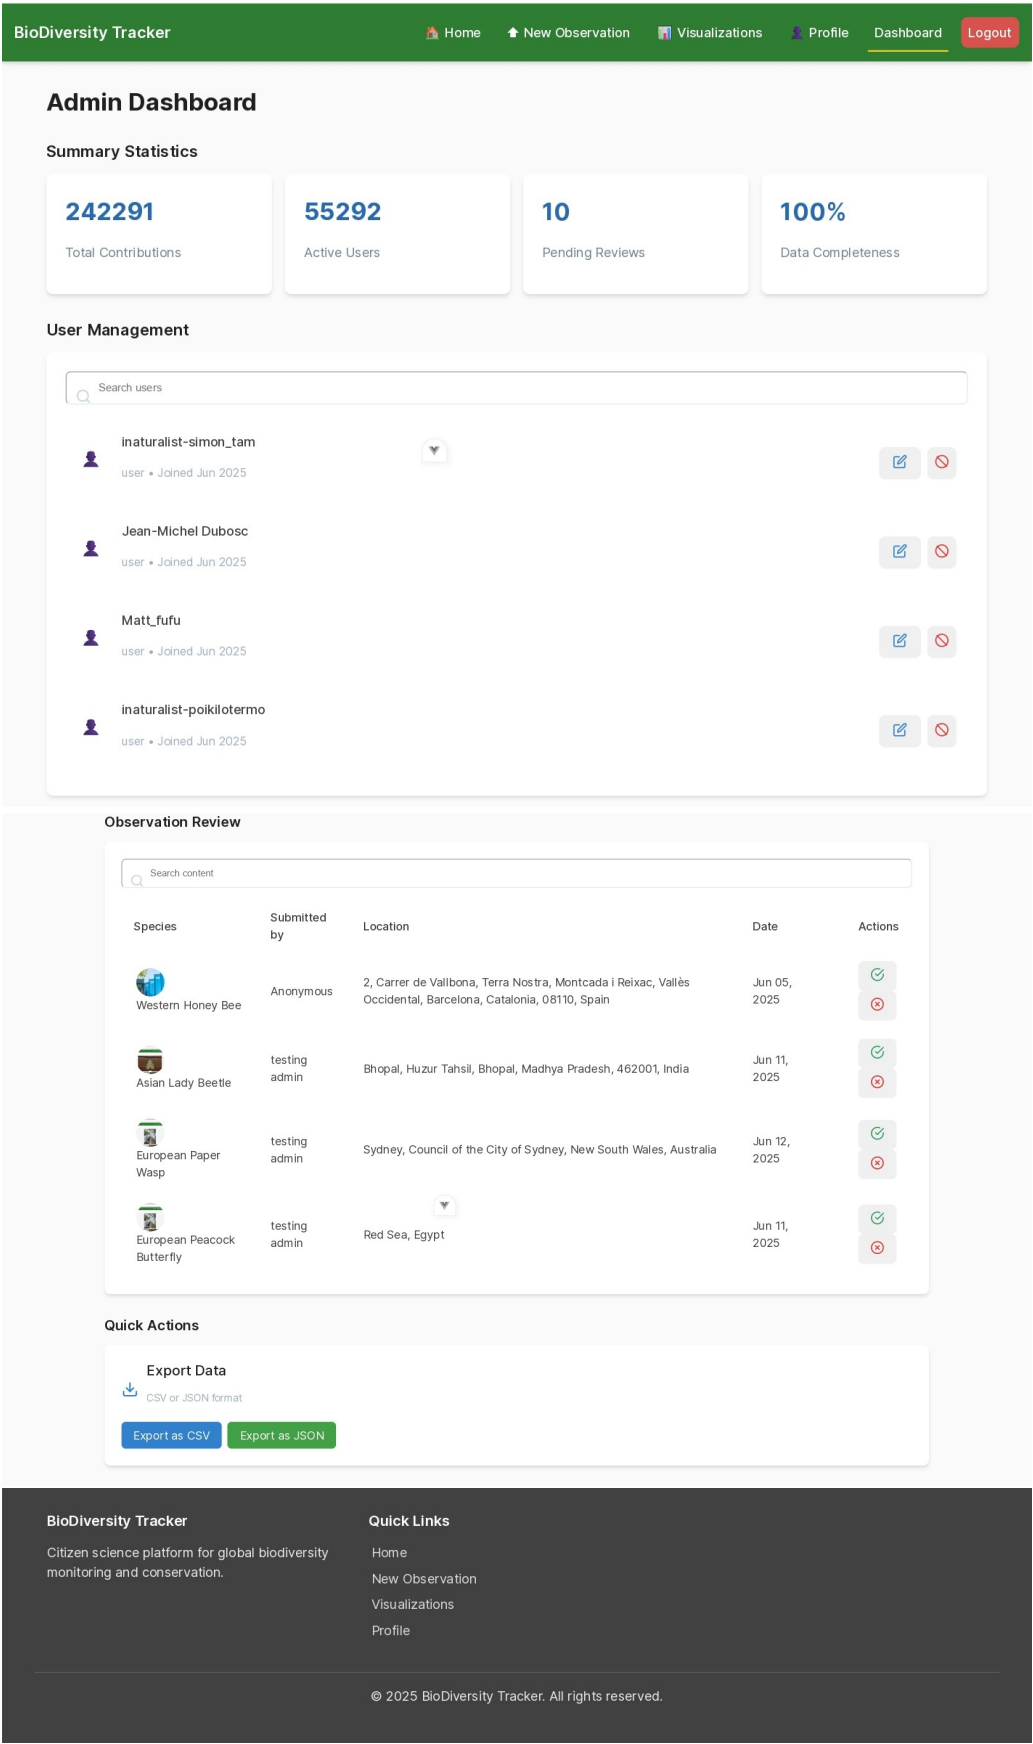 BioDiversity Tracker
Home
New Observation
Visualizations
Profile
Dashboard
Logout
Admin Dashboard
Summary Statistics
242291
Total Contributions
55292
Active Users
10
Pending Reviews
100%
Data Completeness
User Management
Search users
inaturalist-simon_tam
user • Joined Jun 2025
Jean-Michel Dubosc
user • Joined Jun 2025
Matt_fufu
user • Joined Jun 2025
inaturalist-poikilotermo
user • Joined Jun 2025
Observation Review
Search content
Species
Submitted
by
Location
Date
Actions
Western Honey Bee
Anonymous
2, Carrer de Vallbona, Terra Nostra, Montcada i Reixac, Vallès
Occidental, Barcelona, Catalonia, 08110, Spain
Jun 05,
2025
Asian Lady Beetle
testing
admin
Bhopal, Huzur Tahsil, Bhopal, Madhya Pradesh, 462001, India
Jun 11,
2025
European Paper
Wasp
testing
admin
Sydney, Council of the City of Sydney, New South Wales, Australia
Jun 12,
2025
European Peacock
Butterfly
testing
admin
Red Sea, Egypt
Jun 11,
2025
Quick Actions
Export Data
CSV or JSON format
Export as CSV
Export as JSON
BioDiversity Tracker
Citizen science platform for global biodiversity
monitoring and conservation.
Quick Links
Home
New Observation
Visualizations
Profile
© 2025 BioDiversity Tracker. All rights reserved.